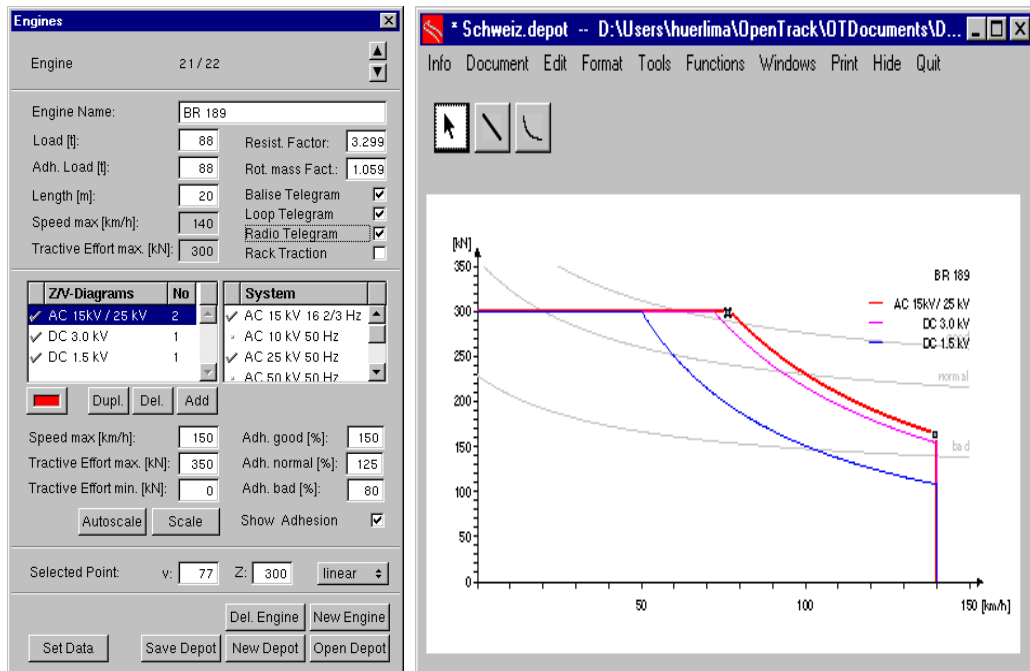 Engines
Engine 21 / 22
Engine Name: BR 189
Load [t]: 88 Resist. Factor: 3.299
Adh. Load [t]: 88 Rot. mass Fact.: 1.059
Length [m]: 20 Balise Telegram
Speed max [km/h]: 140 Loop Telegram
Radio Telegram
Tractive Effort max. [kN]: 300 Rack Traction
Z/V-Diagrams No System
AC 15kV / 25 kV 2 AC 15 kV 16 2/3 Hz
DC 3.0 kV 1 AC 10 kV 50 Hz
DC 1.5 kV 1 AC 25 kV 50 Hz
AC 50 kV 50 Hz
Dupl. Del. Add
Speed max [km/h]: 150 Adh. good [%]: 150
Tractive Effort max. [kN]: 350 Adh. normal [%]: 125
Tractive Effort min. [kN]: 0 Adh. bad [%]: 80
Autoscale Scale Show Adhesion
Selected Point: v: 77 Z: 300 linear
Del. Engine New Engine
Set Data Save Depot New Depot Open Depot
* Schweiz.depot -- D:\Users\huerlima\OpenTrack\OTDocuments\D...
Info Document Edit Format Tools Functions Windows Print Hide Quit
[kN]
350
BR 189
300
AC 15kV/ 25 kV
DC 3.0 kV
DC 1.5 kV
250
normal
200
150
bad
100
50
0
50 100 150 [km/h]